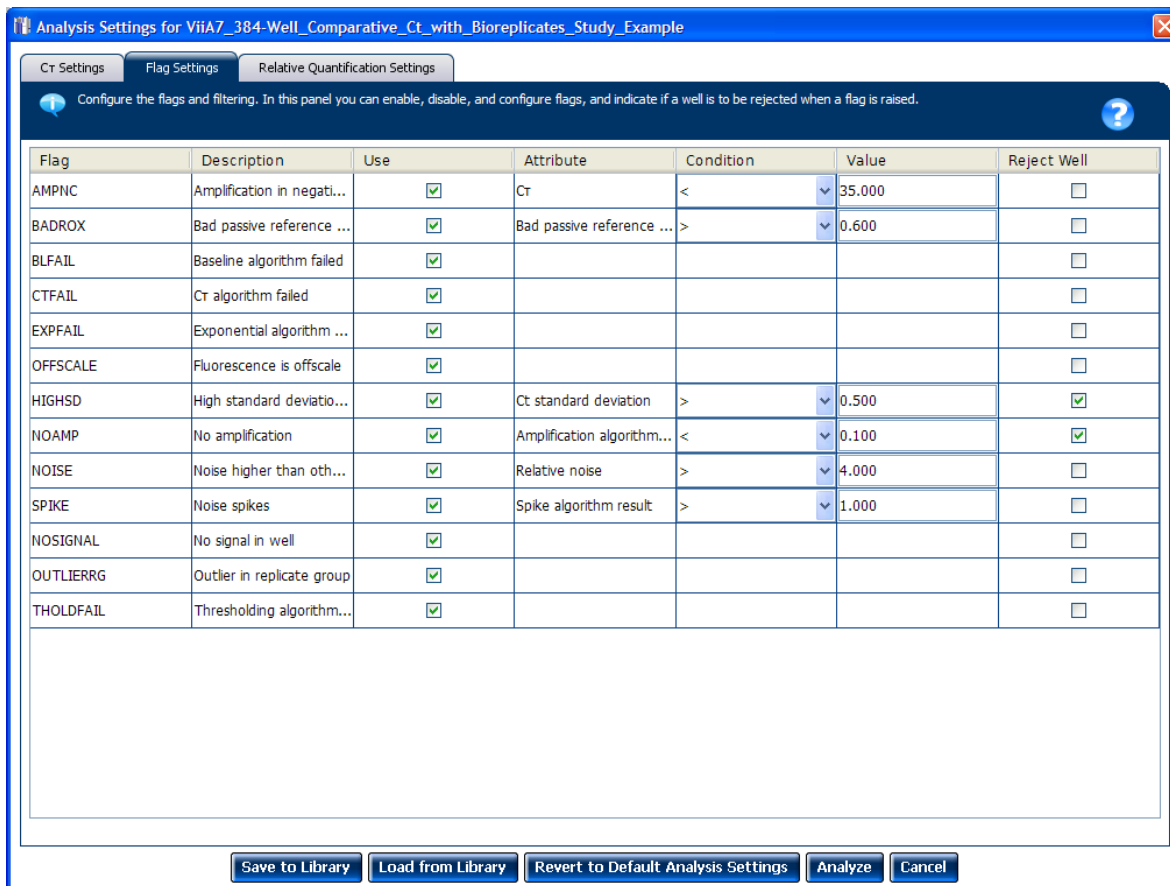 Analysis Settings for ViiA7_384-Well_Comparative_Ct_with_Bioreplicates_Study_Example
Cᴛ Settings Flag Settings Relative Quantification Settings
Configure the flags and filtering. In this panel you can enable, disable, and configure flags, and indicate if a well is to be rejected when a flag is raised.
?
Flag Description Use Attribute Condition Value Reject Well
AMPNC Amplification in negati... Cᴛ < 35.000
BADROX Bad passive reference ... Bad passive reference ... > 0.600
BLFAIL Baseline algorithm failed
CTFAIL Cᴛ algorithm failed
EXPFAIL Exponential algorithm ...
OFFSCALE Fluorescence is offscale
HIGHSD High standard deviatio... Ct standard deviation > 0.500
NOAMP No amplification Amplification algorithm... < 0.100
NOISE Noise higher than oth... Relative noise > 4.000
SPIKE Noise spikes Spike algorithm result > 1.000
NOSIGNAL No signal in well
OUTLIERRG Outlier in replicate group
THOLDFAIL Thresholding algorithm...
Save to Library Load from Library Revert to Default Analysis Settings Analyze Cancel